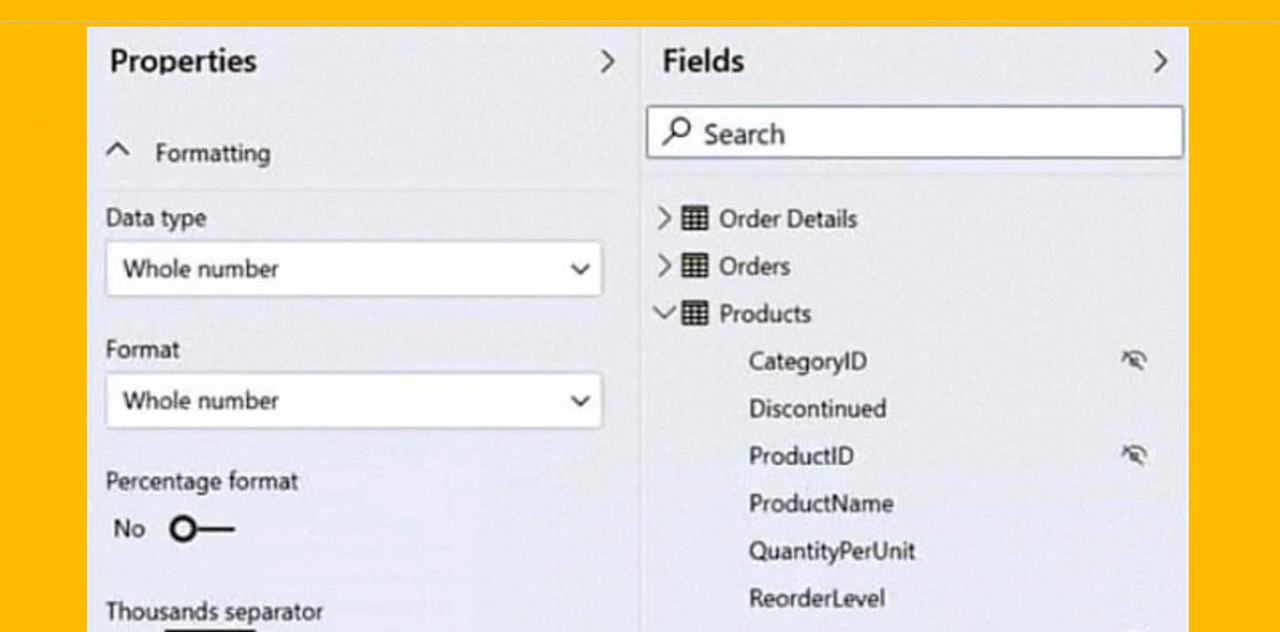 Properties
Formatting
Data type
Whole number
Format
Whole number
Percentage format
No
Thousands separator
Fields
Search
Order Details
Orders
Products
CategoryID
Discontinued
ProductID
ProductName
QuantityPerUnit
ReorderLevel